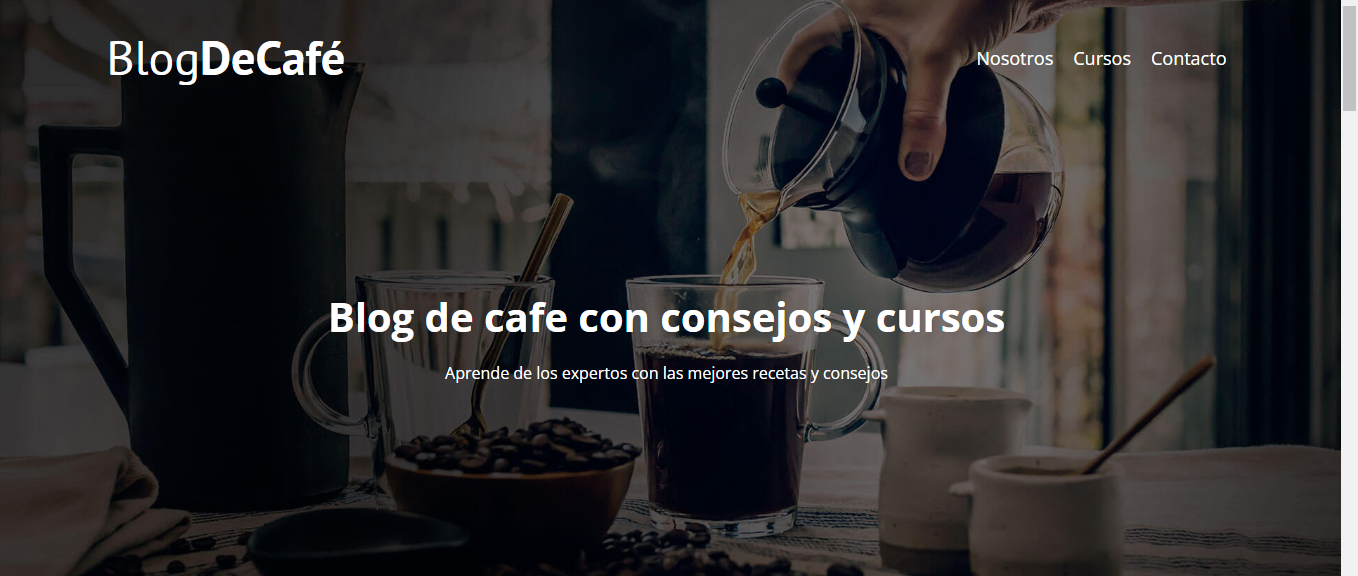 BlogDeCafé
Nosotros Cursos Contacto
Blog de cafe con consejos y cursos
Aprende de los expertos con las mejores recetas y consejos